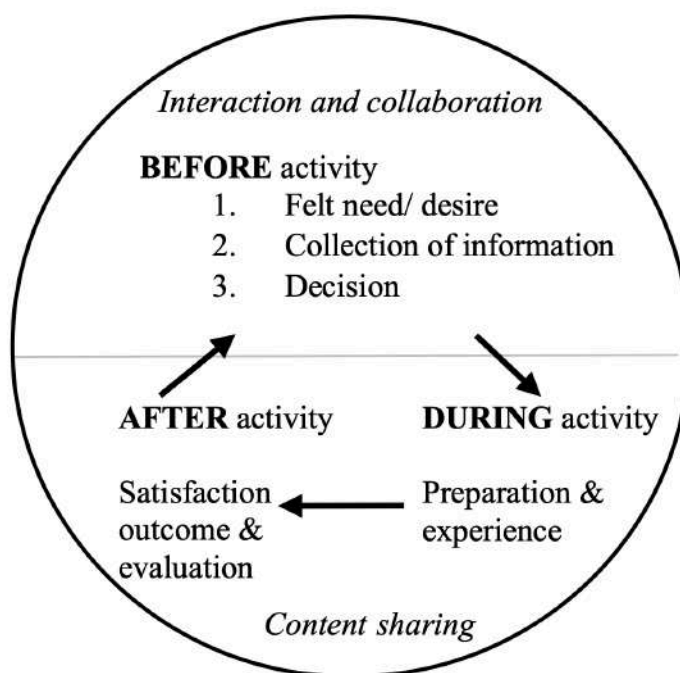 Interaction and collaboration
BEFORE activity
1. Felt need/ desire
2. Collection of information
3. Decision
AFTER activity
DURING activity
Satisfaction
outcome &
evaluation
Preparation &
experience
Content sharing